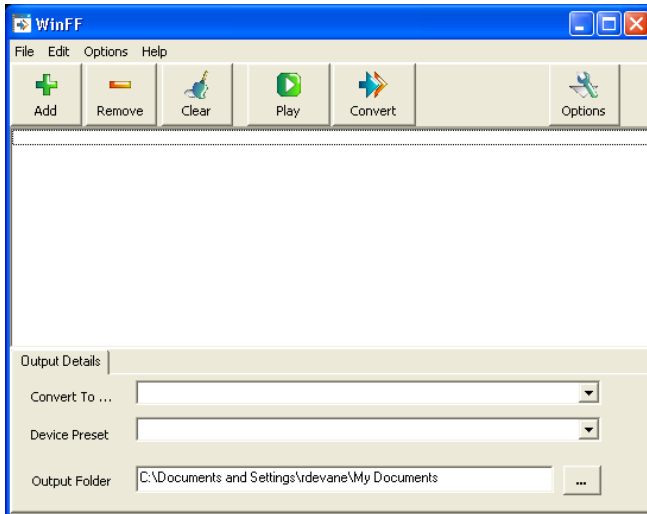 WinFF
File Edit Options Help
Add Remove Clear Play Convert Options
Output Details
Convert To ...
Device Preset
Output Folder C:\Documents and Settings\rdevane\My Documents ...